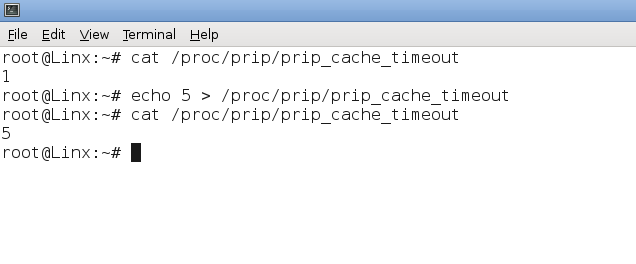 File Edit View Terminal Help
root@Linx:~# cat /proc/prip/prip_cache_timeout
1
root@Linx:~# echo 5 > /proc/prip/prip_cache_timeout
root@Linx:~# cat /proc/prip/prip_cache_timeout
5
root@Linx:~#